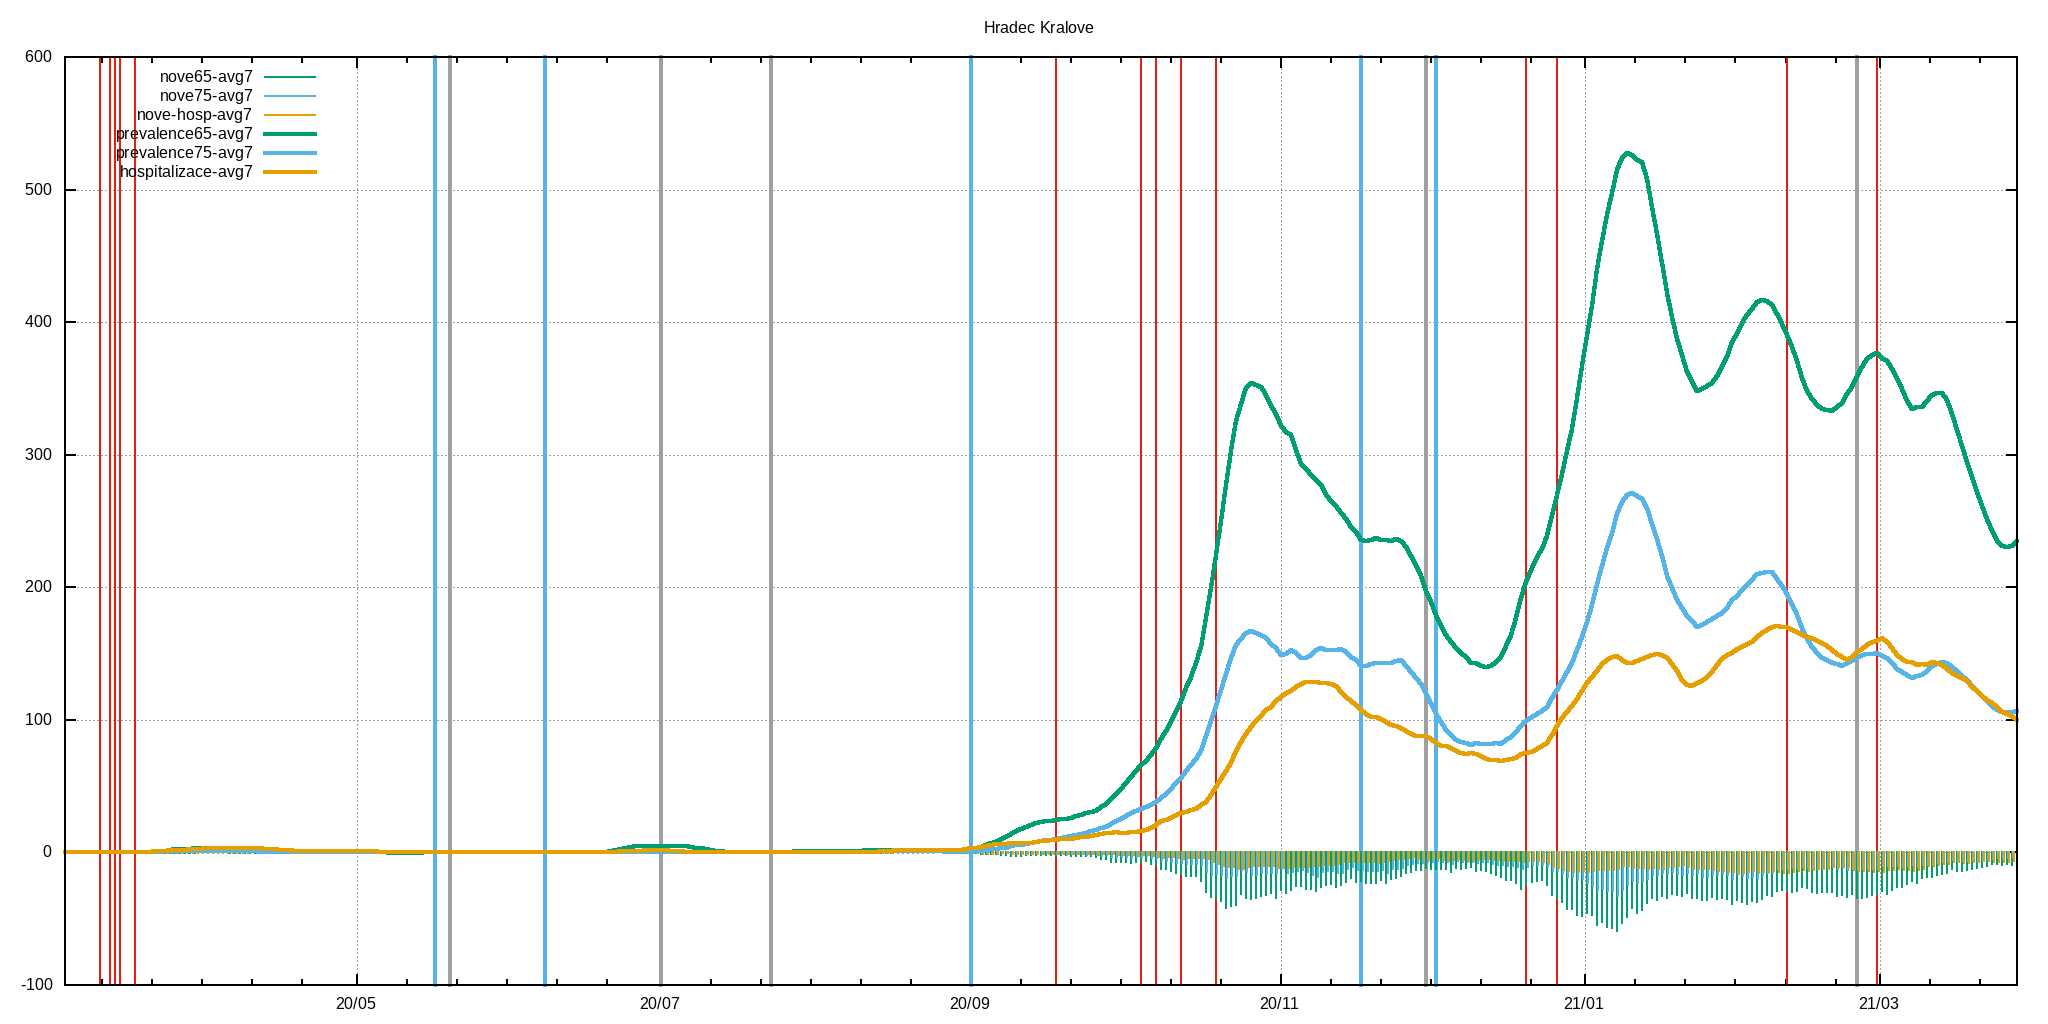 Hradec Kralove
600
500
400
300
200
100
0
-100
nove65-avg7
nove75-avg7
nove-hosp-avg7
prevalence65-avg7
prevalence75-avg7
hospitalizace-avg7
20/05
20/07
20/09
20/11
21/01
21/03